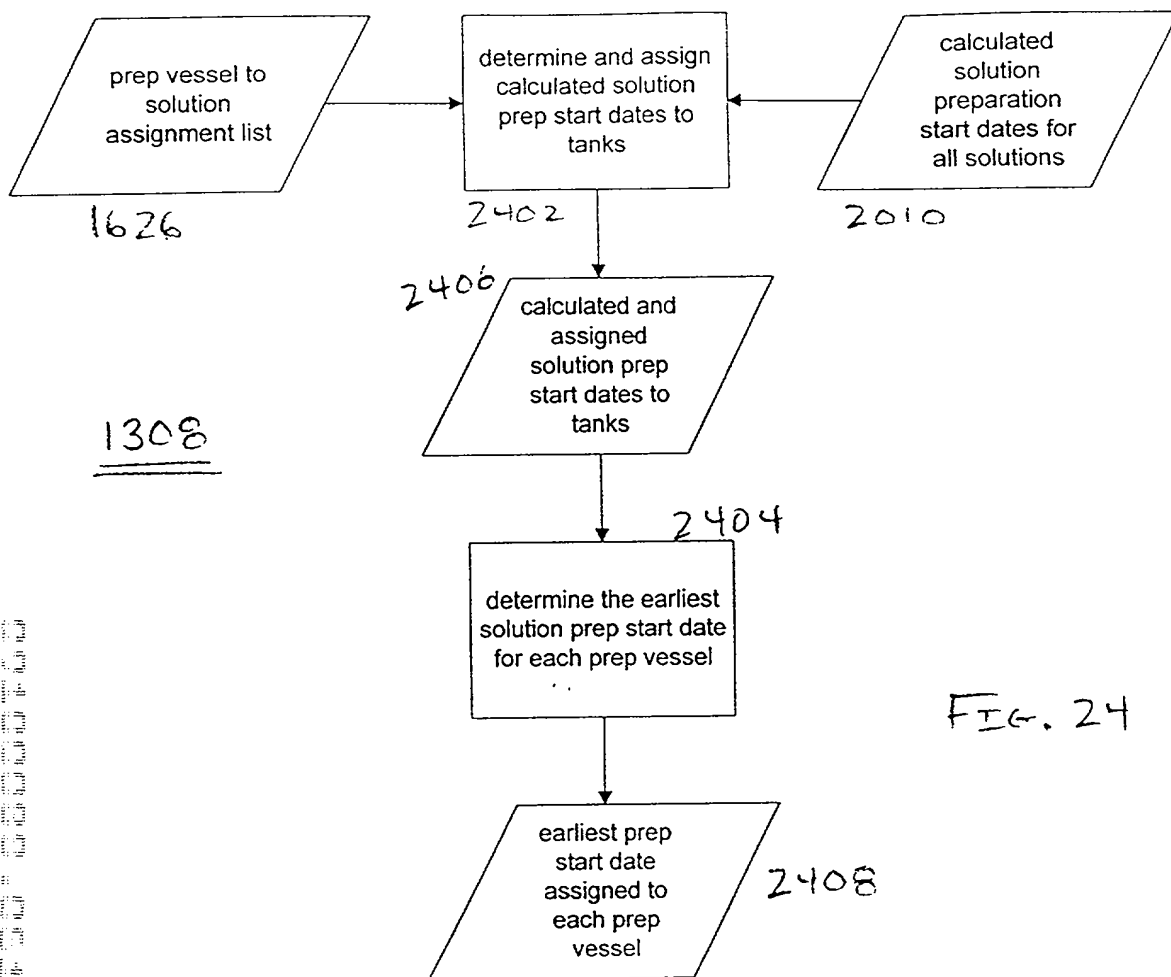 prep vessel to
solution
assignment list
1626
determine and assign
calculated solution
prep start dates to
tanks
2402
calculated
solution
preparation
start dates for
all solutions
2010
2406
calculated and
assigned
solution prep
start dates to
tanks
1308
2404
determine the earliest
solution prep start date
for each prep vessel
FIG. 24
earliest prep
start date
assigned to
each prep
vessel
2408